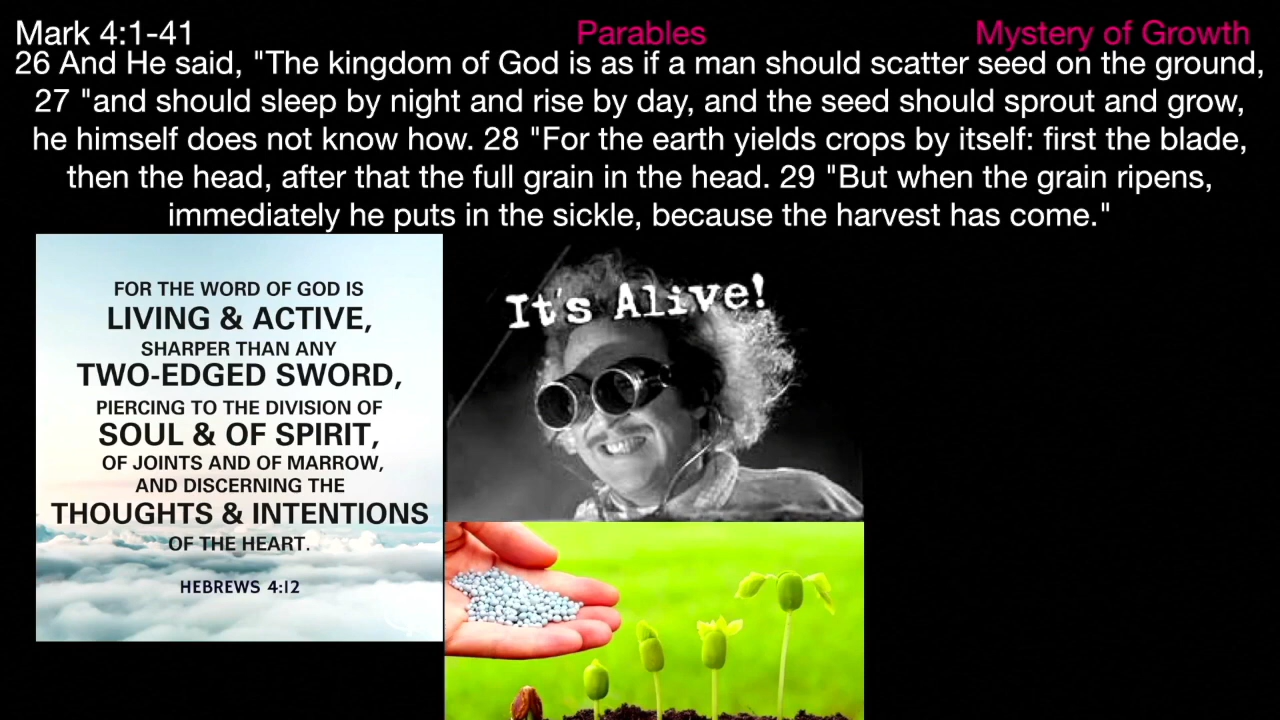 Mark 4:1-41
Parables
Mystery of Growth
26 And He said, "The kingdom of God is as if a man should scatter seed on the ground,
27 "and should sleep by night and rise by day, and the seed should sprout and grow,
he himself does not know how. 28 "For the earth yields crops by itself: first the blade,
then the head, after that the full grain in the head. 29 "But when the grain ripens,
immediately he puts in the sickle, because the harvest has come."
FOR THE WORD OF GOD IS
LIVING & ACTIVE,
SHARPER THAN ANY
TWO-EDGED SWORD,
PIERCING TO THE DIVISION OF
SOUL & OF SPIRIT,
OF JOINTS AND OF MARROW,
AND DISCERNING THE
THOUGHTS & INTENTIONS
OF THE HEART.
HEBREWS 4:12
It's Alive!